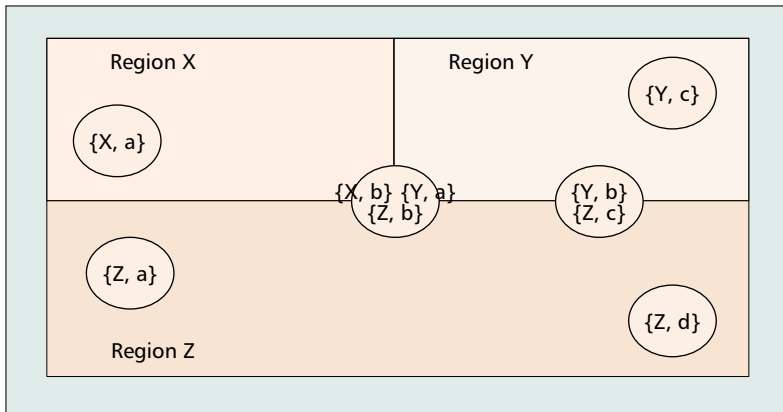 Region X
Region Y
{Y, c}
{X, a}
{X, b} {Y, a}
{Z, b}
{Y, b}
{Z, c}
{Z, a}
{Z, d}
Region Z